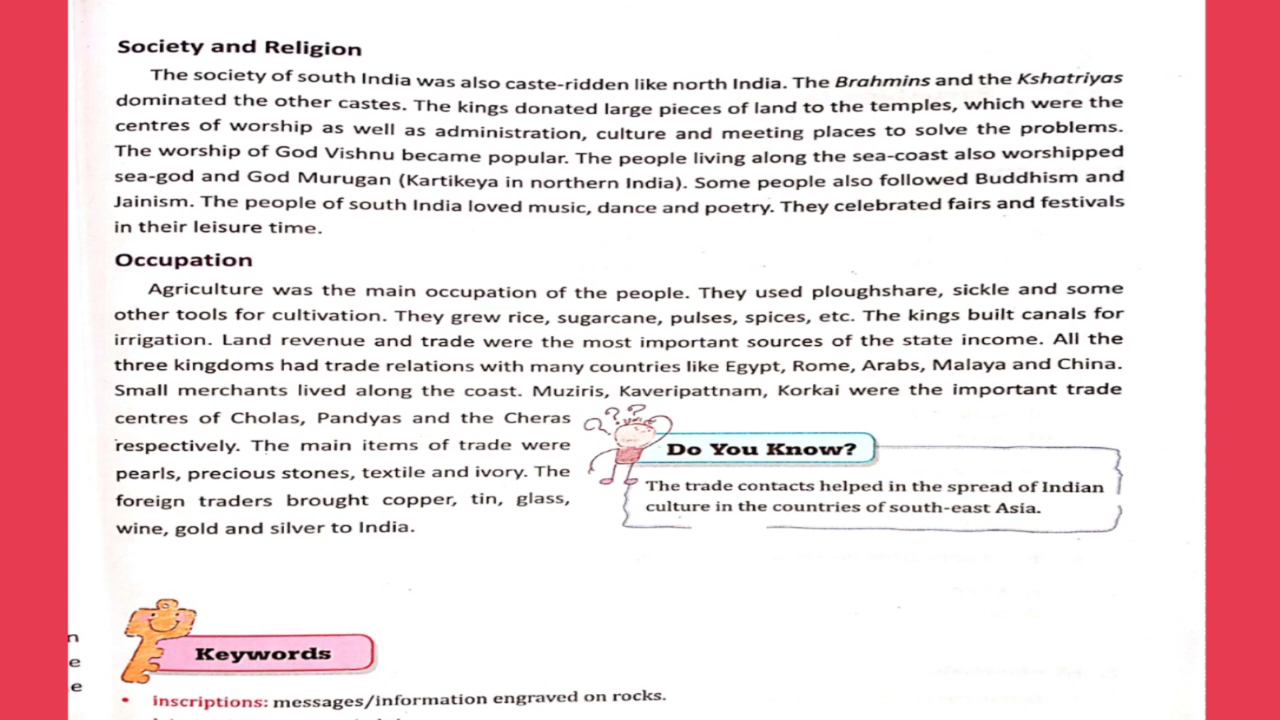 Society and Religion
The society of south India was also caste-ridden like north India. The Brahmins and the Kshatriyas
dominated the other castes. The kings donated large pieces of land to the temples, which were the
centres of worship as well as administration, culture and meeting places to solve the problems.
The worship of God Vishnu became popular. The people living along the sea-coast also worshipped
sea-god and God Murugan (Kartikeya in northern India). Some people also followed Buddhism and
Jainism. The people of south India loved music, dance and poetry. They celebrated fairs and festivals
in their leisure time.
Occupation
Agriculture was the main occupation of the people. They used ploughshare, sickle and some
other tools for cultivation. They grew rice, sugarcane, pulses, spices, etc. The kings built canals for
irrigation. Land revenue and trade were the most important sources of the state income. All the
three kingdoms had trade relations with many countries like Egypt, Rome, Arabs, Malaya and China.
Small merchants lived along the coast. Muziris, Kaveripattnam, Korkai were the important trade
centres of Cholas, Pandyas and the Cheras
respectively. The main items of trade were
pearls, precious stones, textile and ivory. The
foreign traders brought copper, tin, glass,
wine, gold and silver to India.
???
Do You Know?
The trade contacts helped in the spread of Indian
culture in the countries of south-east Asia.
n
e
e
Keywords
• inscriptions: messages/information engraved on rocks.